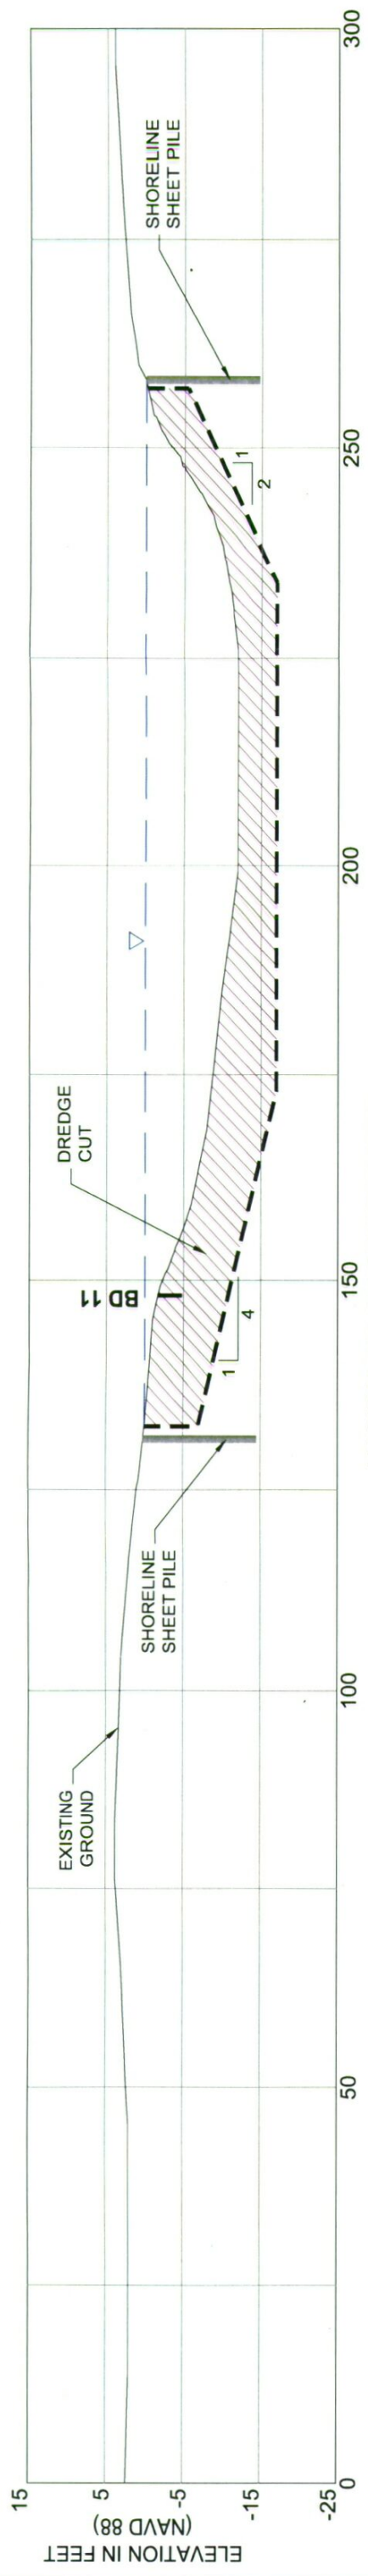 ELEVATION IN FEET
(NAVD 88)
15
5
-5
-15
-25
EXISTING
GROUND
SHORELINE
SHEET PILE
BD 11
DREDGE
CUT
1
4
1
2
SHORELINE
SHEET PILE
0
50
100
150
200
250
300